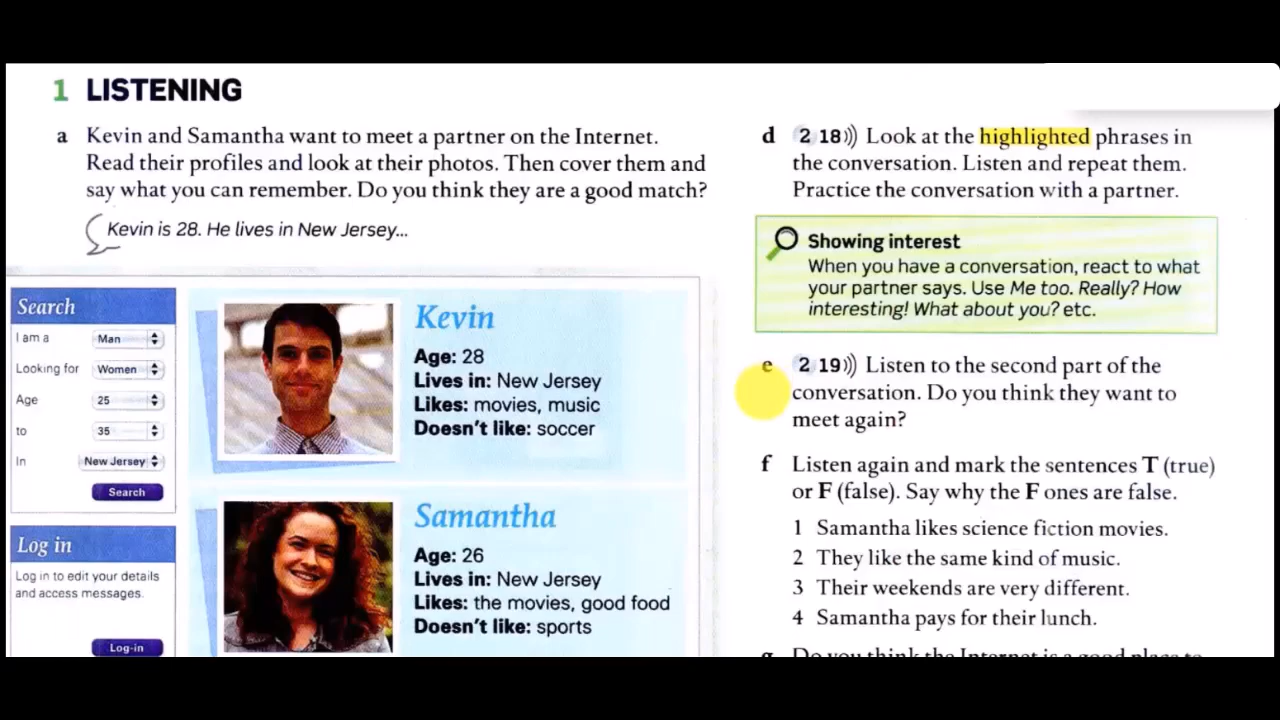 1 LISTENING
a Kevin and Samantha want to meet a partner on the Internet.
Read their profiles and look at their photos. Then cover them and
say what you can remember. Do you think they are a good match?
Kevin is 28. He lives in New Jersey...
Search
I am a Man
Looking for Women
Age 25
to 35
In New Jersey
Search
Log in
Log in to edit your details
and access messages.
Log-in
Kevin
Age: 28
Lives in: New Jersey
Likes: movies, music
Doesn't like: soccer
Samantha
Age: 26
Lives in: New Jersey
Likes: the movies, good food
Doesn't like: sports
d 2 18 Look at the highlighted phrases in
the conversation. Listen and repeat them.
Practice the conversation with a partner.
Showing interest
When you have a conversation, react to what
your partner says. Use Me too. Really? How
interesting! What about you? etc.
e 2 19 Listen to the second part of the
conversation. Do you think they want to
meet again?
f Listen again and mark the sentences T (true)
or F (false). Say why the F ones are false.
1 Samantha likes science fiction movies.
2 They like the same kind of music.
3 Their weekends are very different.
4 Samantha pays for their lunch.
g Do you think the Internet is a good place to